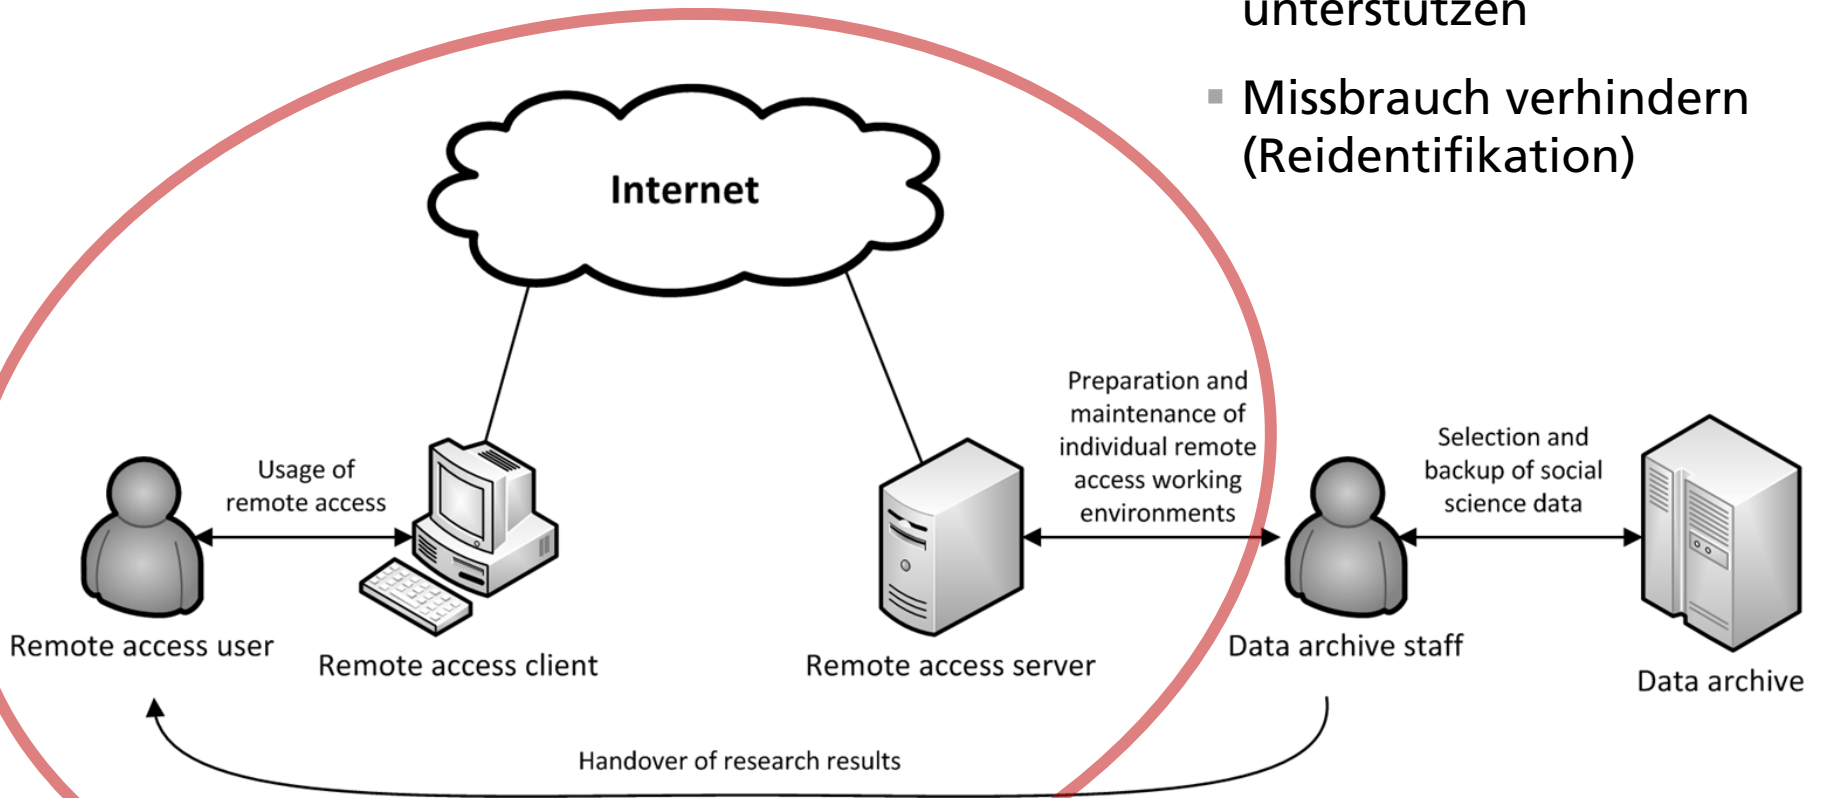 unterstützen
▪ Missbrauch verhindern
(Reidentifikation)
Internet
Preparation and
maintenance of
individual remote
access working
environments
Selection and
backup of social
science data
Usage of
remote access
Remote access user
Remote access client
Remote access server
Data archive staff
Data archive
Handover of research results